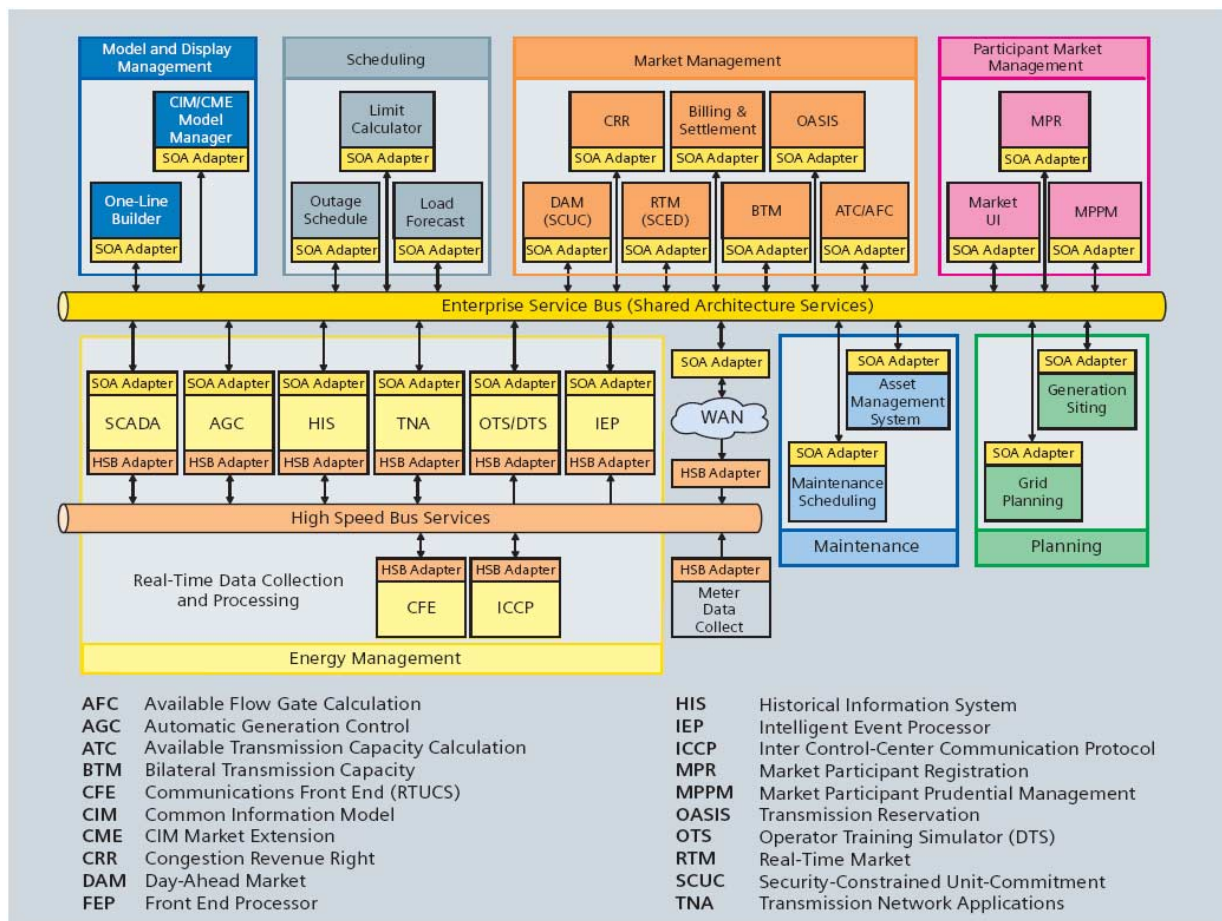 Model and Display
Management
Scheduling
Market Management
Participant Market
Management
CIM/CME
Model
Manager
SOA Adapter
One-Line
Builder
SOA Adapter
Limit
Calculator
SOA Adapter
Outage
Schedule
SOA Adapter
Load
Forecast
SOA Adapter
CRR
SOA Adapter
Billing &
Settlement
SOA Adapter
OASIS
SOA Adapter
DAM
(SCUC)
SOA Adapter
RTM
(SCED)
SOA Adapter
BTM
SOA Adapter
ATC/AFC
SOA Adapter
MPR
SOA Adapter
Market
UI
SOA Adapter
MPPM
SOA Adapter
Enterprise Service Bus (Shared Architecture Services)
SOA Adapter
SCADA
HSB Adapter
SOA Adapter
AGC
HSB Adapter
SOA Adapter
HIS
HSB Adapter
SOA Adapter
TNA
HSB Adapter
SOA Adapter
OTS/DTS
HSB Adapter
SOA Adapter
IEP
HSB Adapter
SOA Adapter
WAN
HSB Adapter
SOA Adapter
Asset
Management
System
SOA Adapter
Maintenance
Scheduling
Maintenance
SOA Adapter
Generation
Siting
SOA Adapter
Grid
Planning
Planning
High Speed Bus Services
Real-Time Data Collection
and Processing
HSB Adapter
CFE
HSB Adapter
ICCP
HSB Adapter
Meter
Data
Collect
Energy Management
AFC Available Flow Gate Calculation
AGC Automatic Generation Control
ATC Available Transmission Capacity Calculation
BTM Bilateral Transmission Capacity
CFE Communications Front End (RTUCS)
CIM Common Information Model
CME CIM Market Extension
CRR Congestion Revenue Right
DAM Day-Ahead Market
FEP Front End Processor
HIS Historical Information System
IEP Intelligent Event Processor
ICCP Inter Control-Center Communication Protocol
MPR Market Participant Registration
MPPM Market Participant Prudential Management
OASIS Transmission Reservation
OTS Operator Training Simulator (DTS)
RTM Real-Time Market
SCUC Security-Constrained Unit-Commitment
TNA Transmission Network Applications